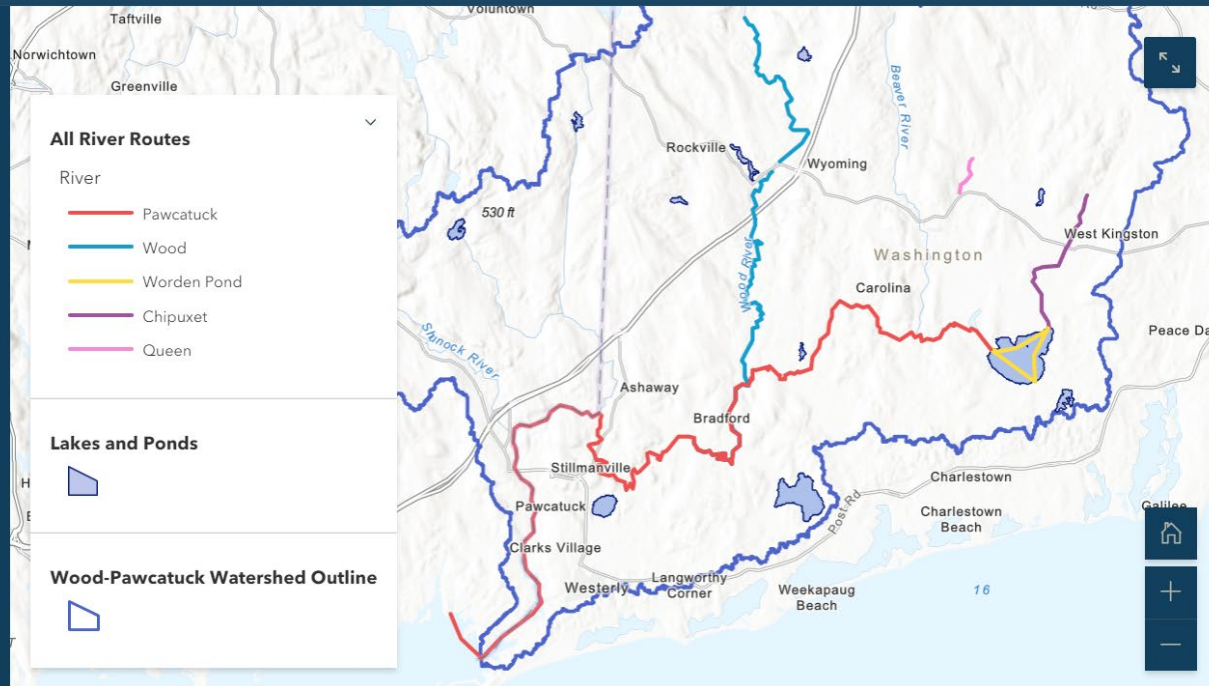 Voluntown
Taftville
Norwichtown
Greenville
All River Routes
River
Pawcatuck
Wood
Worden Pond
Chipuxet
Queen
Lakes and Ponds
Wood-Pawcatuck Watershed Outline
Beaver River
Rockville
Wyoming
530 ft
West Kingston
Washington
Wood River
Carolina
Peace Da
Shunock River
Ashaway
Bradford
Stillmanville
Charlestown
Pawcatuck
Post Rd
Charlestown
Beach
Galilee
Clarks Village
Langworthy
Corner
Westerly
Weekapaug
Beach
16